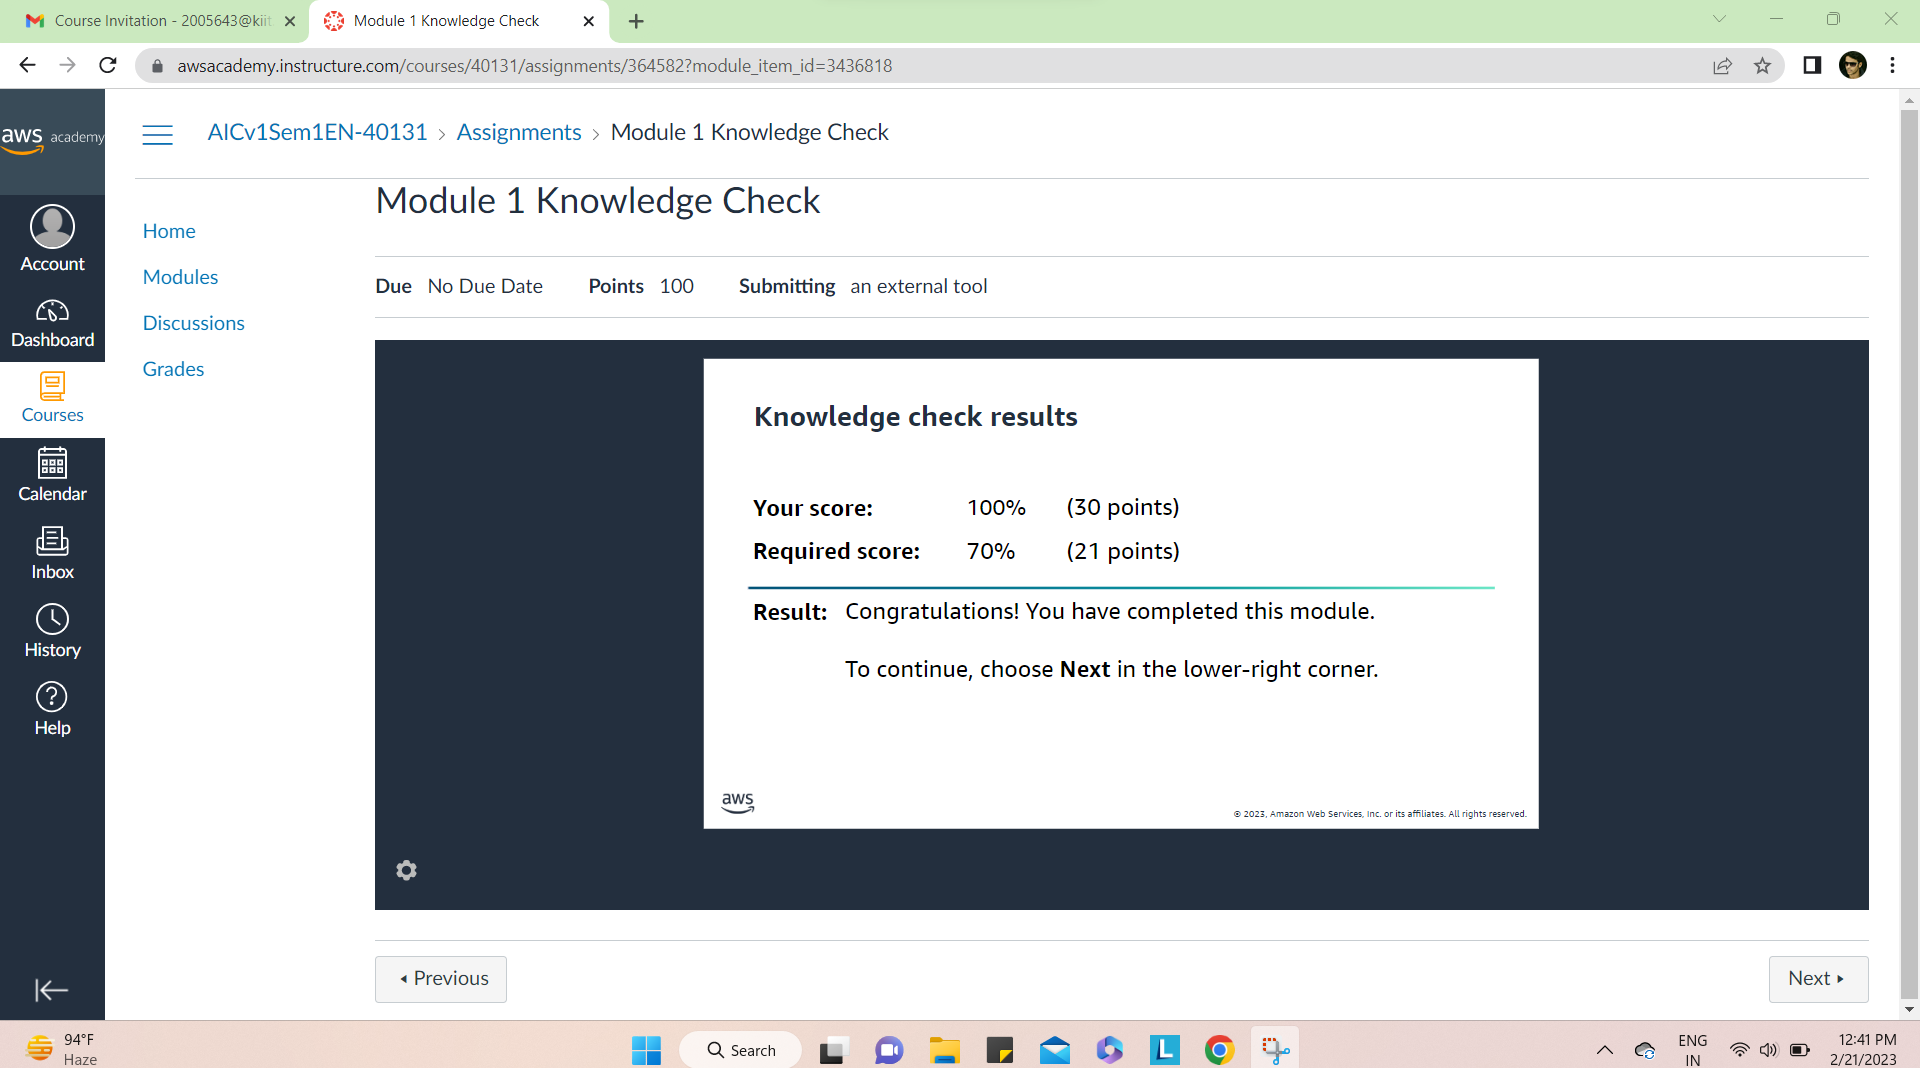 Course Invitation - 2005643@kiit
Module 1 Knowledge Check
awsacademy.instructure.com/courses/40131/assignments/364582?module_item_id=3436818
aws academy
AICv1Sem1EN-40131 > Assignments > Module 1 Knowledge Check
Module 1 Knowledge Check
Account
Dashboard
Courses
Calendar
Inbox
History
Help
Home
Modules
Discussions
Grades
Due No Due Date Points 100 Submitting an external tool
Knowledge check results
Your score: 100% (30 points)
Required score: 70% (21 points)
Result: Congratulations! You have completed this module.
To continue, choose Next in the lower-right corner.
aws
© 2023, Amazon Web Services, Inc. or its affiliates. All rights reserved.
Previous
Next
94°F
Haze
Search
L
ENG
IN
12:41 PM
2/21/2023